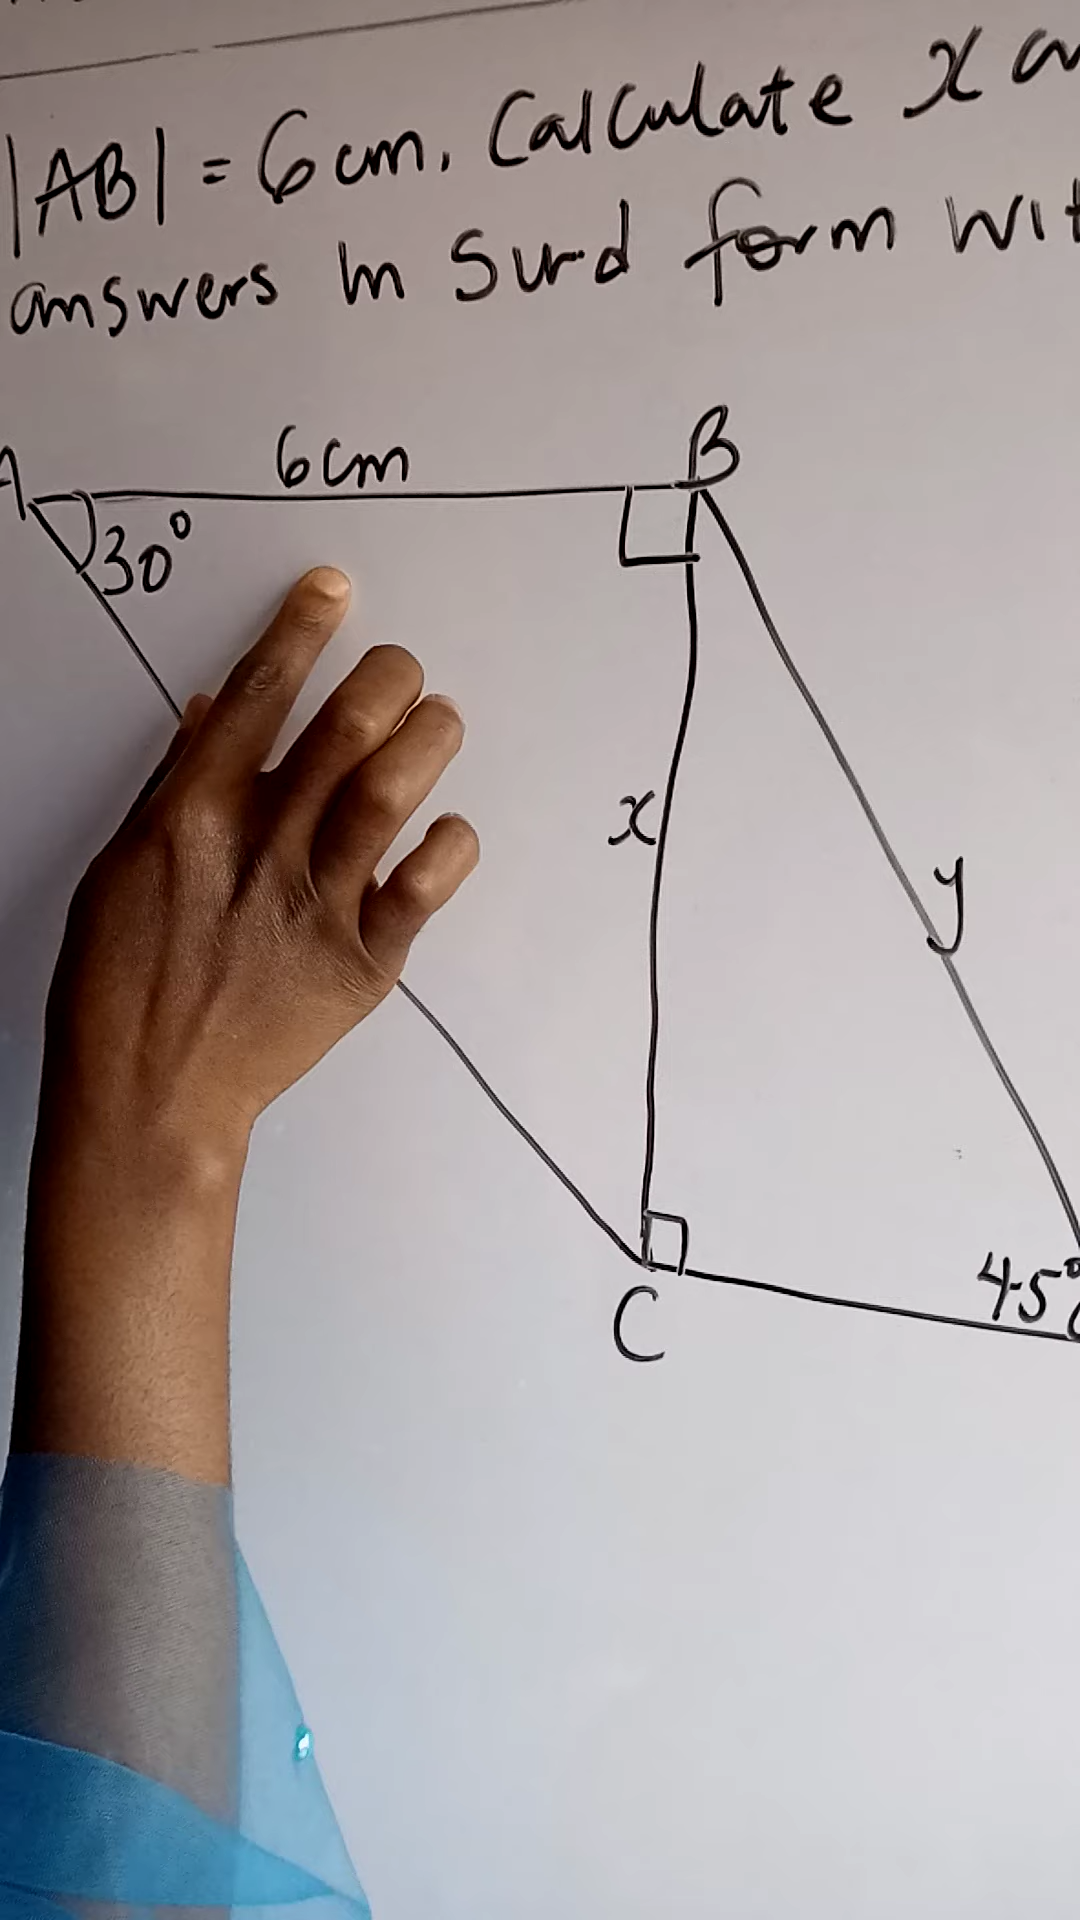 |AB| = 6cm. Calculate x
answers in surd form
A
6cm
B
30°
x
y
C
45°